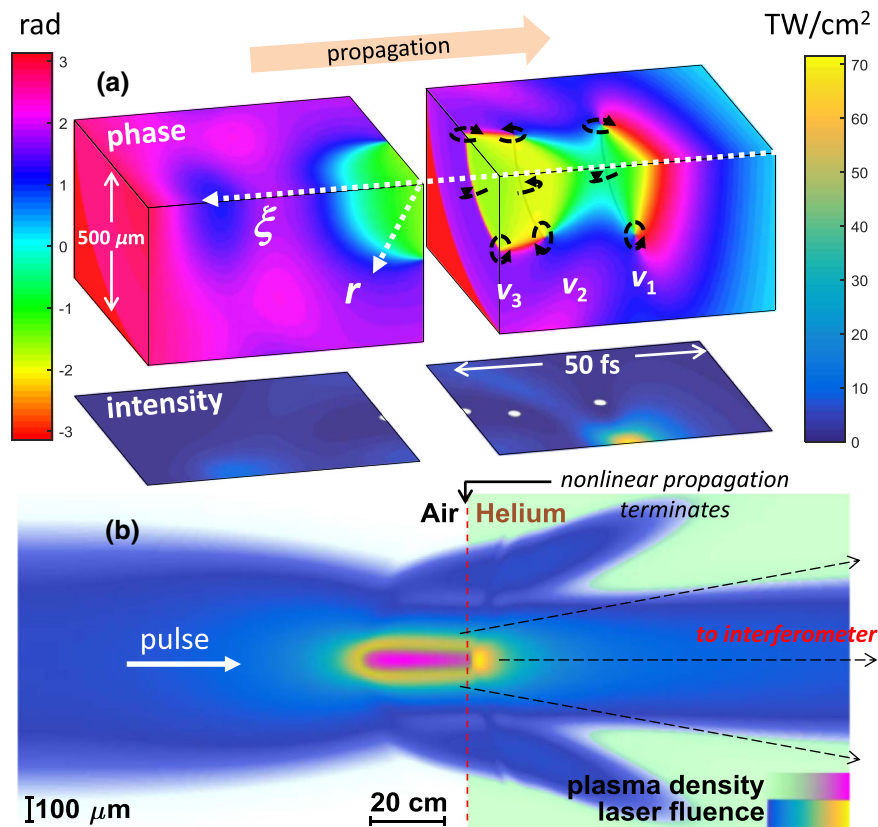 rad
TW/cm²
propagation
(a)
3
2
1
0
-1
-2
-3
phase
500 μm
ξ
r
v₃
v₂
v₁
70
60
50
40
30
20
10
0
intensity
50 fs
nonlinear propagation
terminates
(b)
Air
Helium
pulse
to interferometer
100 μm
20 cm
plasma density
laser fluence